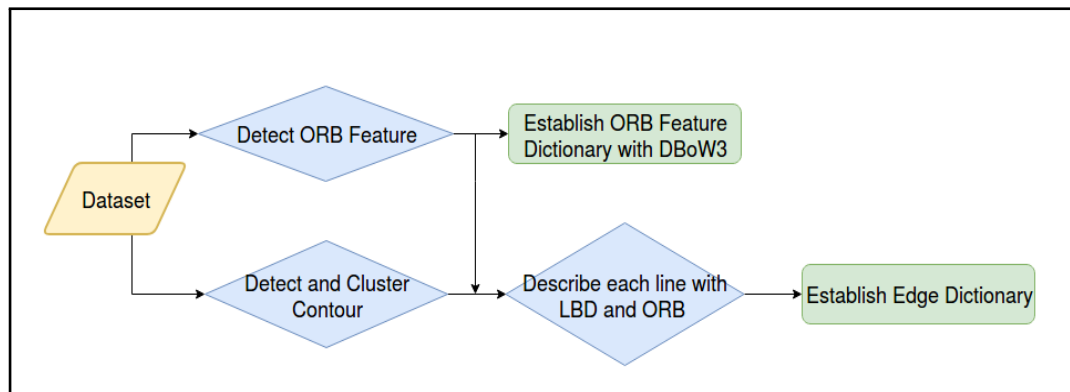 Detect ORB Feature
Establish ORB Feature
Dictionary with DBoW3
Dataset
Detect and Cluster
Contour
Describe each line with
LBD and ORB
Establish Edge Dictionary